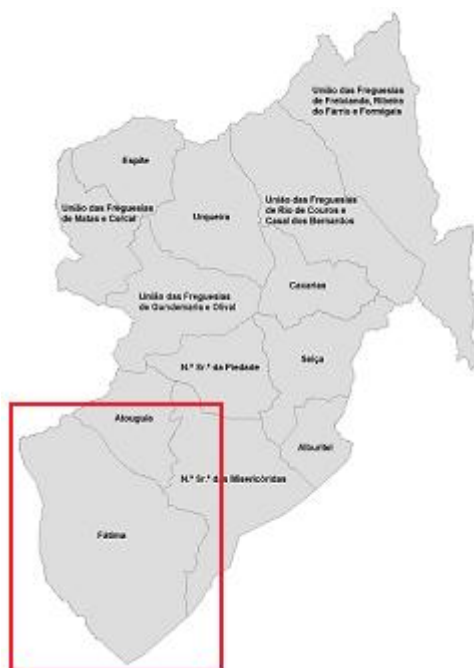 União das Freguesias
de Freixianda, Ribeira
do Farrio e Formigais
Espite
União das Freguesias
de Matas e Cercal
Urqueira
União das Freguesias
de Rio de Couros e
Casal dos Bernardos
Caxarias
União das Freguesias
de Gondemaria e Olival
N.ª Sr.ª da Piedade
Seiça
Atouguia
Alburitel
N.ª Sr.ª das Misericórdias
Fátima